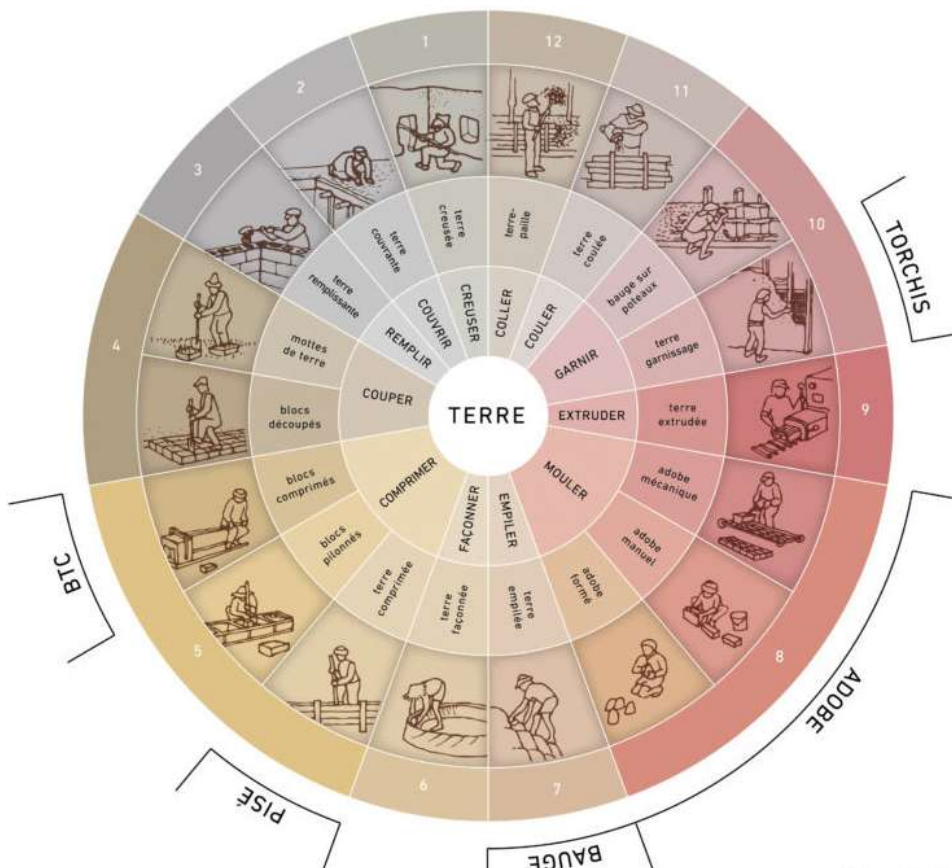 1
2
3
4
5
6
7
8
9
10
11
12
TERRE
CREUSER
COUVRIR
REMPLIR
COUPER
COMPRIMER
FAÇONNER
EMPILER
MOULER
EXTRUDER
GARNIR
COULER
COLLER
terre
creusée
terre
couvrante
terre
remplissante
mottes
de terre
blocs
découpés
blocs
comprimés
blocs
pilonnés
terre
comprimée
terre
façonnée
terre
empilée
adobe
formé
adobe
manuel
adobe
mécanique
terre
extrudée
terre
garnissage
bauge sur
poteaux
terre
coulée
terre-
paille
BTC
PISÉ
BAUGE
ADOBE
TORCHIS